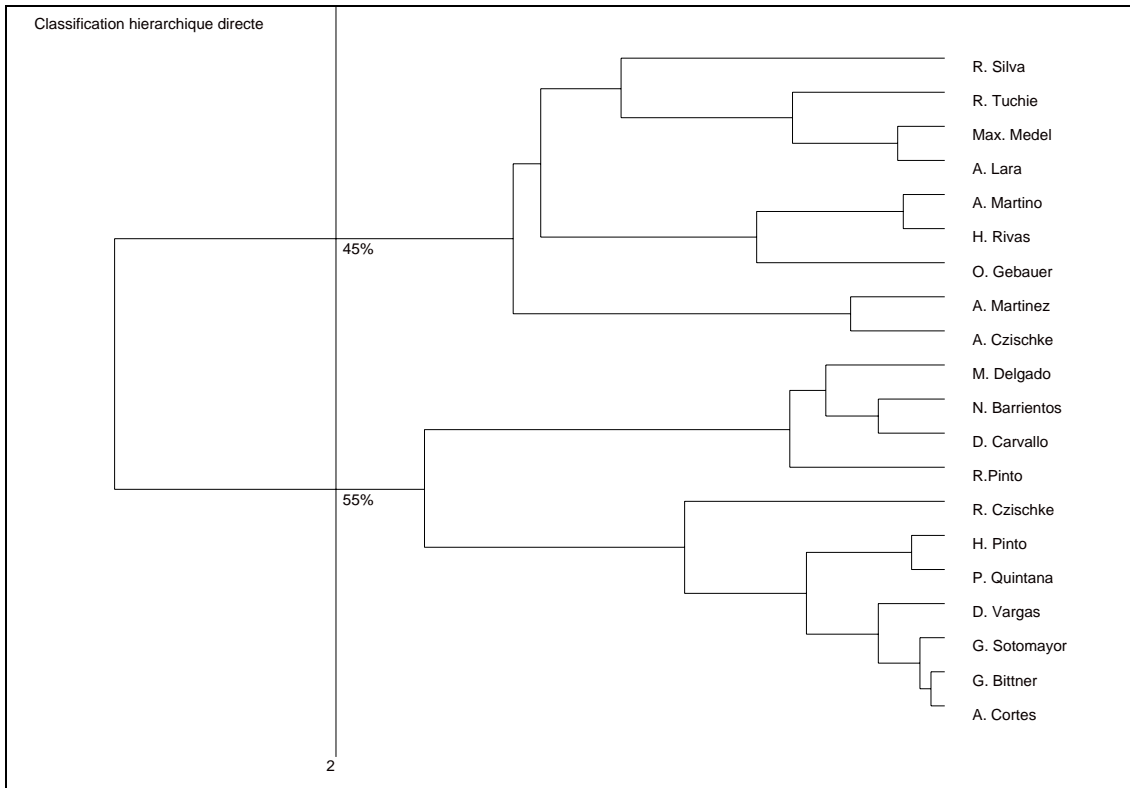 Classification hierarchique directe
R. Silva
R. Tuchie
Max. Medel
A. Lara
A. Martino
H. Rivas
45%
O. Gebauer
A. Martinez
A. Czischke
M. Delgado
N. Barrientos
D. Carvallo
R.Pinto
55%
R. Czischke
H. Pinto
P. Quintana
D. Vargas
G. Sotomayor
G. Bittner
A. Cortes
2